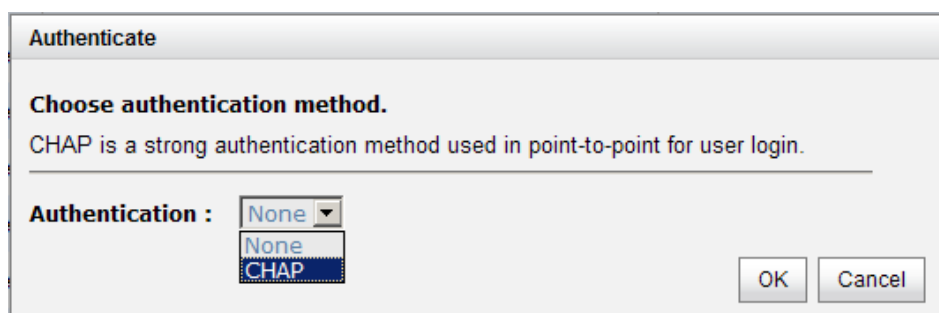 Authenticate
Choose authentication method.
CHAP is a strong authentication method used in point-to-point for user login.
Authentication : None
None
CHAP
OK Cancel